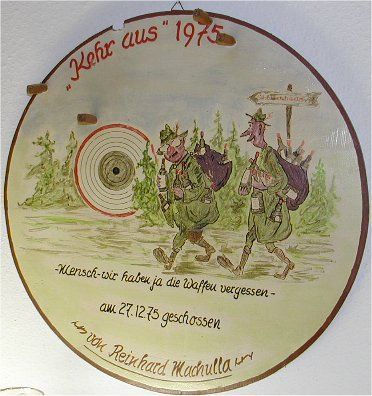 „Kehr aus" 1975
-Mensch-wir haben ja die Waffen vergessen-
am 27.12.75 geschossen
von Reinhard Machulla